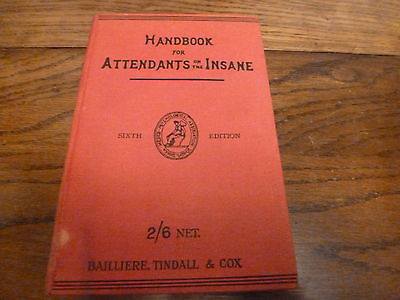 HANDBOOK
FOR
ATTENDANTS ON THE INSANE
SIXTH EDITION
2/6 NET.
BAILLIERE, TINDALL & COX